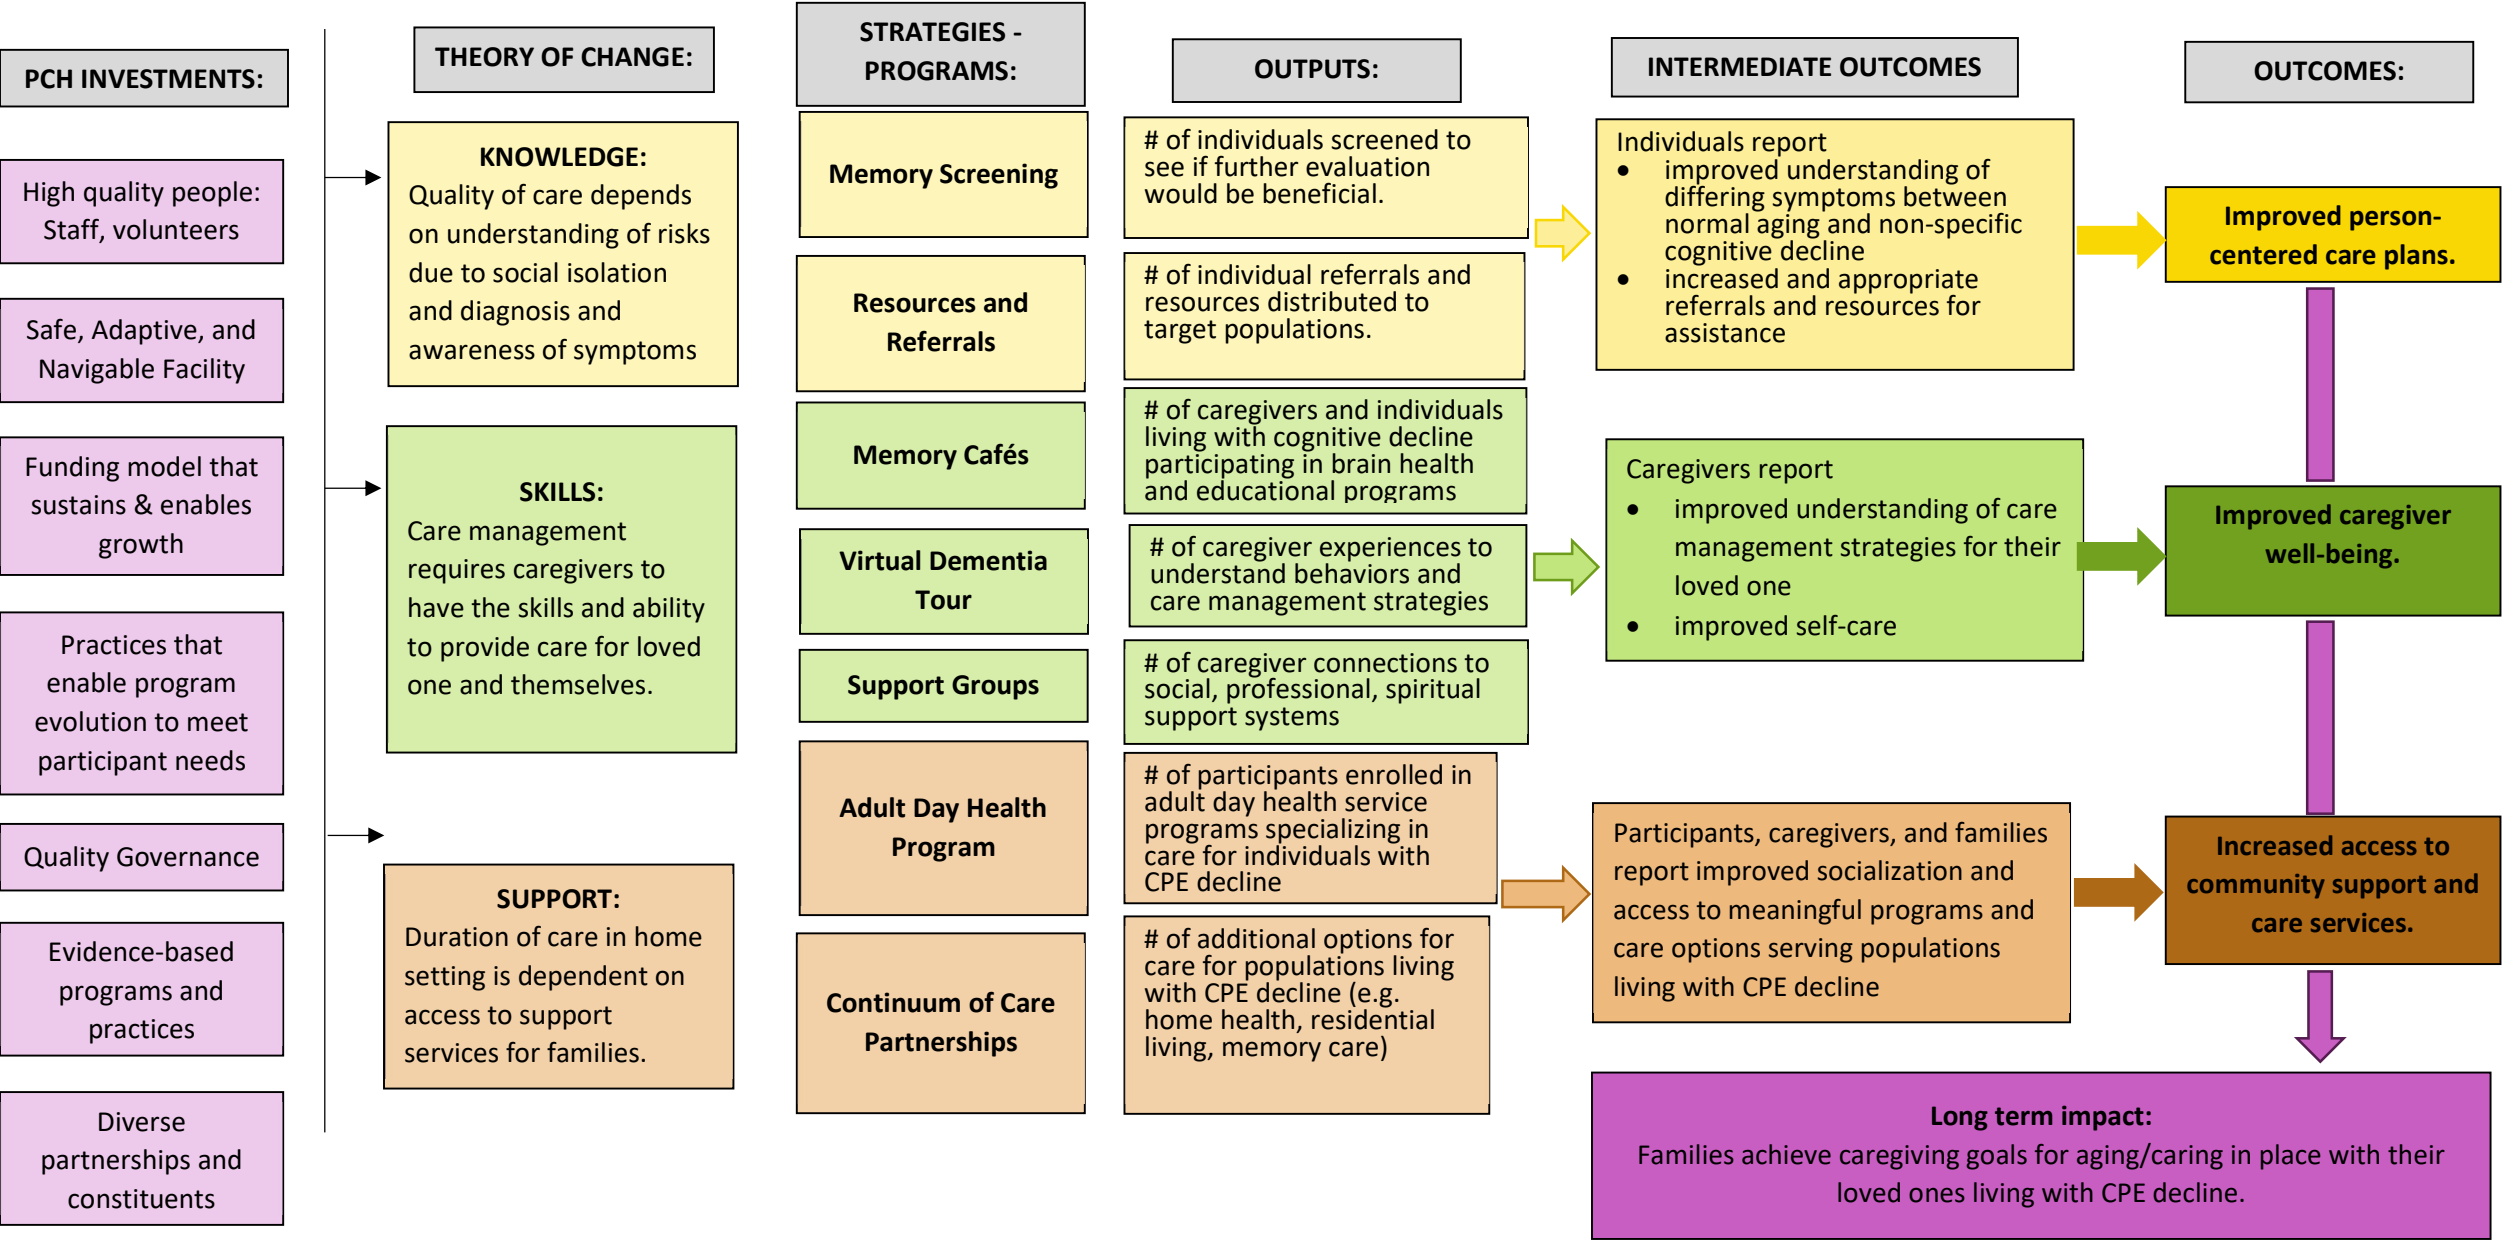 PCH INVESTMENTS:
High quality people:
Staff, volunteers
Safe, Adaptive, and
Navigable Facility
Funding model that
sustains & enables
growth
Practices that
enable program
evolution to meet
participant needs
Quality Governance
Evidence-based
programs and
practices
Diverse
partnerships and
constituents
THEORY OF CHANGE:
KNOWLEDGE:
Quality of care depends
on understanding of risks
due to social isolation
and diagnosis and
awareness of symptoms
SKILLS:
Care management
requires caregivers to
have the skills and ability
to provide care for loved
one and themselves.
SUPPORT:
Duration of care in home
setting is dependent on
access to support
services for families.
STRATEGIES -
PROGRAMS:
Memory Screening
Resources and
Referrals
Memory Cafés
Virtual Dementia
Tour
Support Groups
Adult Day Health
Program
Continuum of Care
Partnerships
OUTPUTS:
# of individuals screened to
see if further evaluation
would be beneficial.
# of individual referrals and
resources distributed to
target populations.
# of caregivers and individuals
living with cognitive decline
participating in brain health
and educational programs
# of caregiver experiences to
understand behaviors and
care management strategies
# of caregiver connections to
social, professional, spiritual
support systems
# of participants enrolled in
adult day health service
programs specializing in
care for individuals with
CPE decline
# of additional options for
care for populations living
with CPE decline (e.g.
home health, residential
living, memory care)
INTERMEDIATE OUTCOMES
Individuals report
• improved understanding of
differing symptoms between
normal aging and non-specific
cognitive decline
• increased and appropriate
referrals and resources for
assistance
Caregivers report
• improved understanding of care
management strategies for their
loved one
• improved self-care
Participants, caregivers, and families
report improved socialization and
access to meaningful programs and
care options serving populations
living with CPE decline
OUTCOMES:
Improved person-
centered care plans.
Improved caregiver
well-being.
Increased access to
community support and
care services.
Long term impact:
Families achieve caregiving goals for aging/caring in place with their
loved ones living with CPE decline.